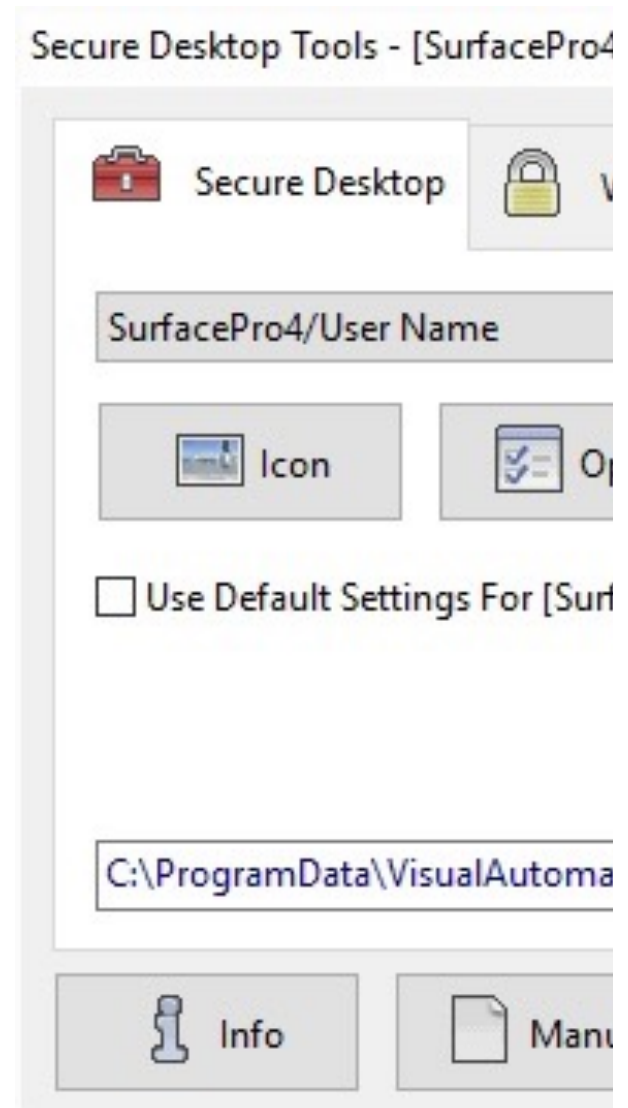 Secure Desktop Tools - [SurfacePro4
Secure Desktop
SurfacePro4/User Name
Icon
Op
Use Default Settings For [Surf
C:\ProgramData\VisualAutoma
Info
Manu